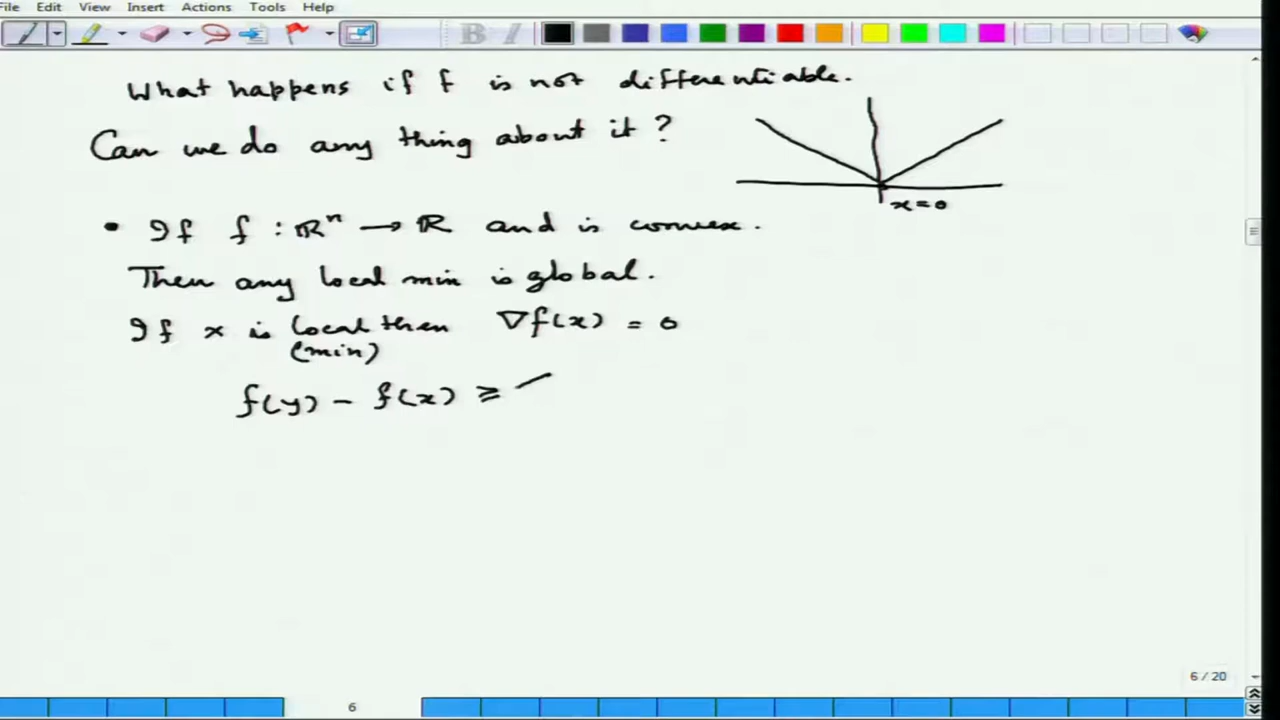 File Edit View Insert Actions Tools Help
B I
What happens if f is not differentiable.
Can we do any thing about it ?
x = 0
• If f : ℝⁿ → ℝ and is convex.
Then any local min is global.
If x is local then ∇f(x) = 0
(min)
f(y) - f(x) ≥
6 / 20
6